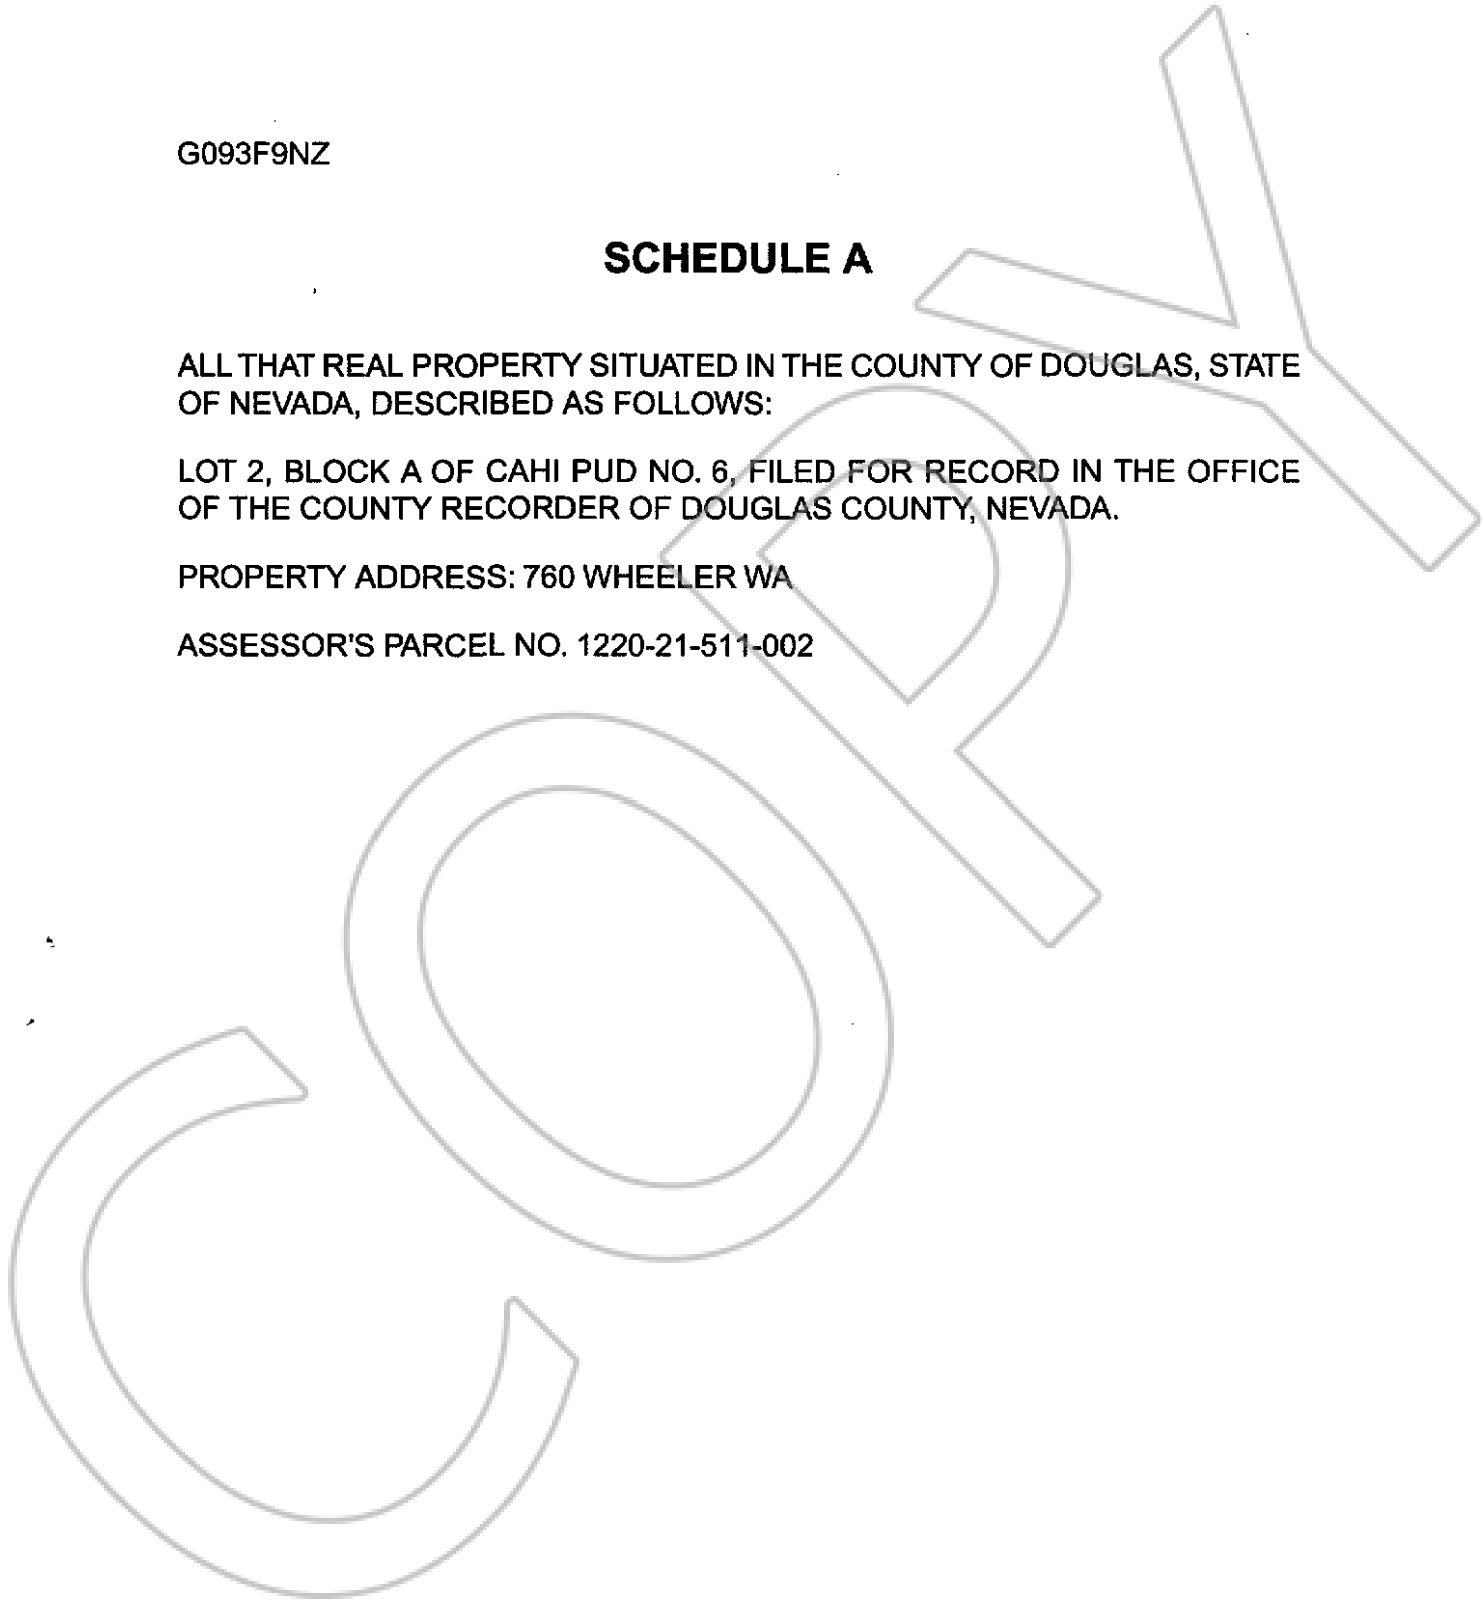 G093F9NZ
SCHEDULE A
ALL THAT REAL PROPERTY SITUATED IN THE COUNTY OF DOUGLAS, STATE
OF NEVADA, DESCRIBED AS FOLLOWS:
LOT 2, BLOCK A OF CAHI PUD NO. 6, FILED FOR RECORD IN THE OFFICE
OF THE COUNTY RECORDER OF DOUGLAS COUNTY, NEVADA.
PROPERTY ADDRESS: 760 WHEELER WA
ASSESSOR'S PARCEL NO. 1220-21-511-002
COPY